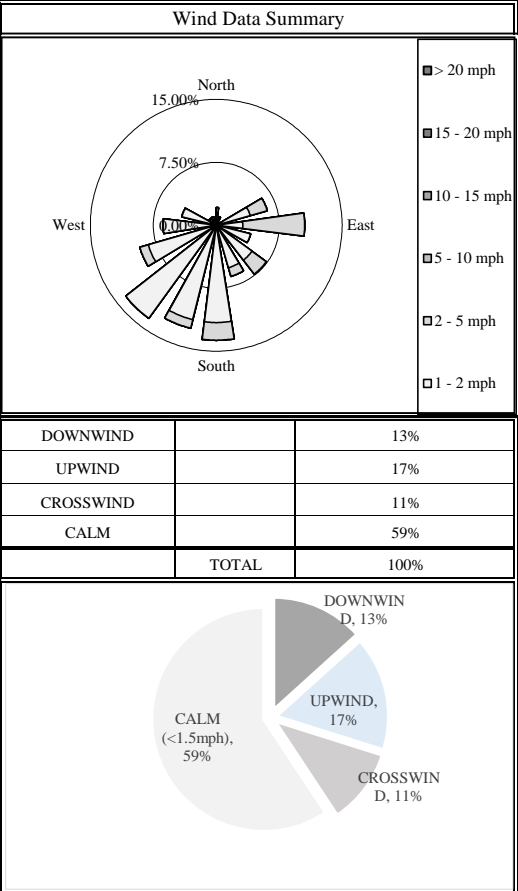 Wind Data Summary
North
15.00%
7.50%
West
0.00%
East
South
> 20 mph
15 - 20 mph
10 - 15 mph
5 - 10 mph
2 - 5 mph
1 - 2 mph
DOWNWIND 13%
UPWIND 17%
CROSSWIND 11%
CALM 59%
TOTAL 100%
DOWNWIN
D, 13%
UPWIND,
17%
CROSSWIN
D, 11%
CALM
(<1.5mph),
59%